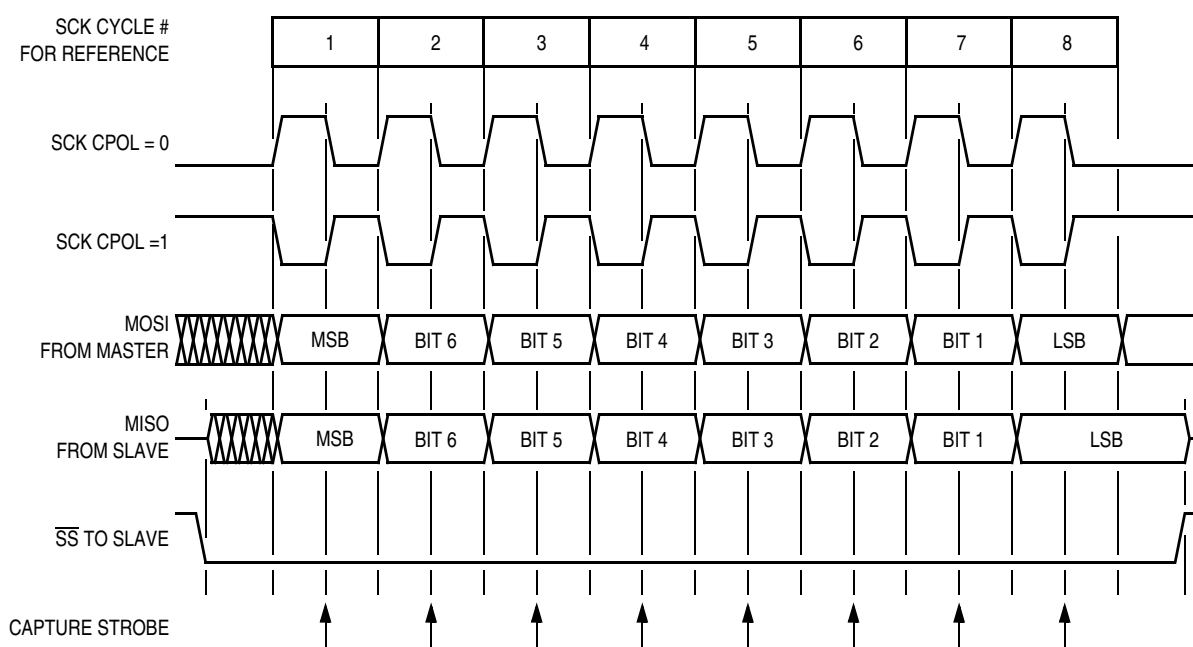 SCK CYCLE #
FOR REFERENCE
1 2 3 4 5 6 7 8
SCK CPOL = 0
SCK CPOL =1
MOSI
FROM MASTER
MSB BIT 6 BIT 5 BIT 4 BIT 3 BIT 2 BIT 1 LSB
MISO
FROM SLAVE
MSB BIT 6 BIT 5 BIT 4 BIT 3 BIT 2 BIT 1 LSB
S̅S̅ TO SLAVE
CAPTURE STROBE